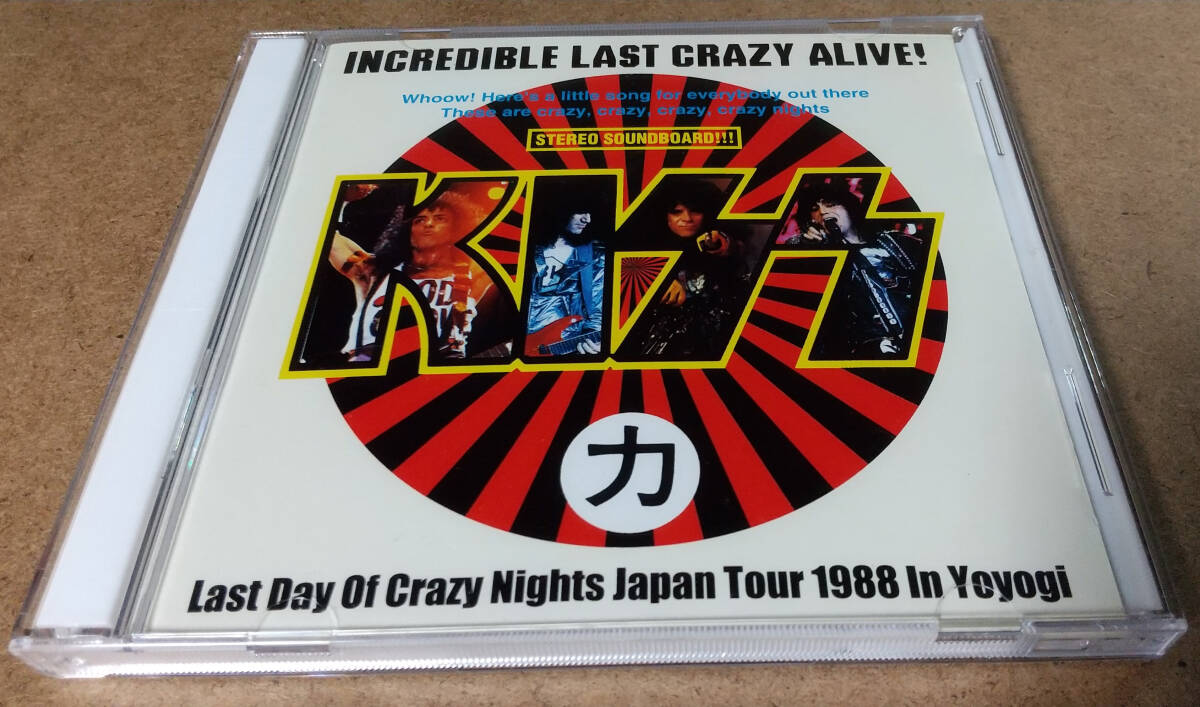 INCREDIBLE LAST CRAZY ALIVE!
Whoow! Here's a little song for everybody out there
These are crazy, crazy, crazy, crazy nights
STEREO SOUNDBOARD!!!
KISS
力
Last Day Of Crazy Nights Japan Tour 1988 In Yoyogi